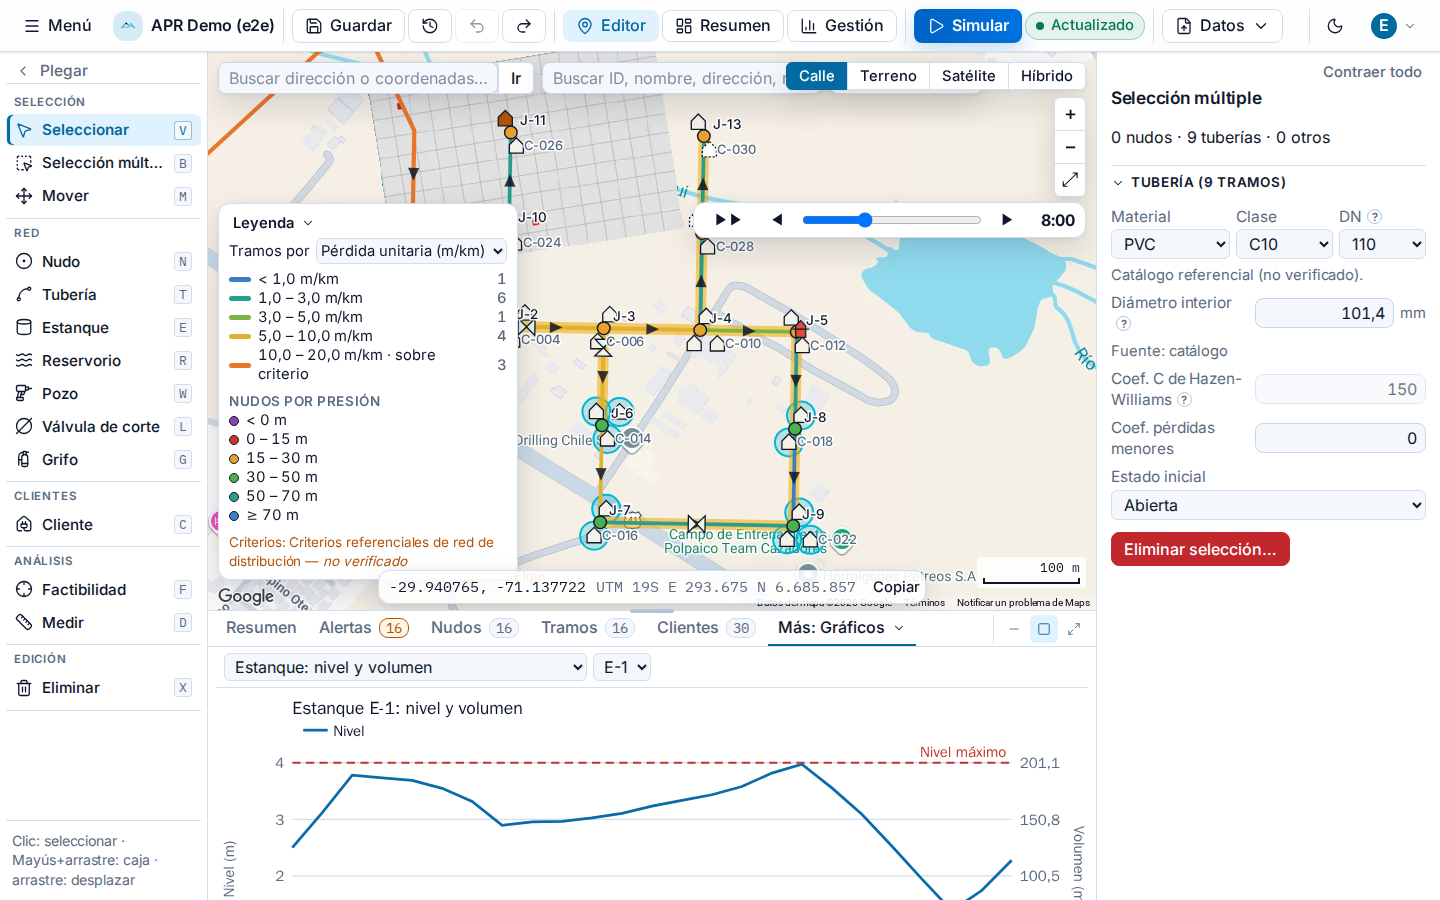 Menú
APR Demo (e2e)
Guardar
Editor
Resumen
Gestión
Simular
Actualizado
Datos
E
Plegar
SELECCIÓN
Seleccionar V
Selección múlt... B
Mover M
RED
Nudo N
Tubería T
Estanque E
Reservorio R
Pozo W
Válvula de corte L
Grifo G
CLIENTES
Cliente C
ANÁLISIS
Factibilidad F
Medir D
EDICIÓN
Eliminar X
Clic: seleccionar ·
Mayús+arrastre: caja ·
arrastre: desplazar
Buscar dirección o coordenadas...
Ir
Buscar ID, nombre, dirección,
Calle
Terreno
Satélite
Híbrido
+
−
8:00
J-11
C-026
J-13
C-030
J-10
C-024
C-028
J-2
C-004
J-3
C-006
J-4
C-010
J-5
C-012
J-6
C-014
J-8
C-018
J-7
C-016
J-9
C-022
Drilling Chile
Campo de Entren
Polpaico Team Cazadores
Río
Leyenda
Tramos por Pérdida unitaria (m/km)
< 1,0 m/km 1
1,0 – 3,0 m/km 6
3,0 – 5,0 m/km 1
5,0 – 10,0 m/km 4
10,0 – 20,0 m/km · sobre
criterio 3
NUDOS POR PRESIÓN
< 0 m
0 – 15 m
15 – 30 m
30 – 50 m
50 – 70 m
≥ 70 m
Criterios: Criterios referenciales de red de
distribución — no verificado
Google
-29.940765, -71.137722 UTM 19S E 293.675 N 6.685.857 Copiar
100 m
Términos
Notificar un problema de Maps
Resumen
Alertas 16
Nudos 16
Tramos 16
Clientes 30
Más: Gráficos
Estanque: nivel y volumen
E-1
Estanque E-1: nivel y volumen
Nivel
Nivel máximo
4
3
2
201,1
150,8
100,5
Nivel (m)
Volumen (m
Contraer todo
Selección múltiple
0 nudos · 9 tuberías · 0 otros
TUBERÍA (9 TRAMOS)
Material
Clase
DN ?
PVC
C10
110
Catálogo referencial (no verificado).
Diámetro interior
?
101,4 mm
Fuente: catálogo
Coef. C de Hazen-
Williams ?
150
Coef. pérdidas
menores
0
Estado inicial
Abierta
Eliminar selección...